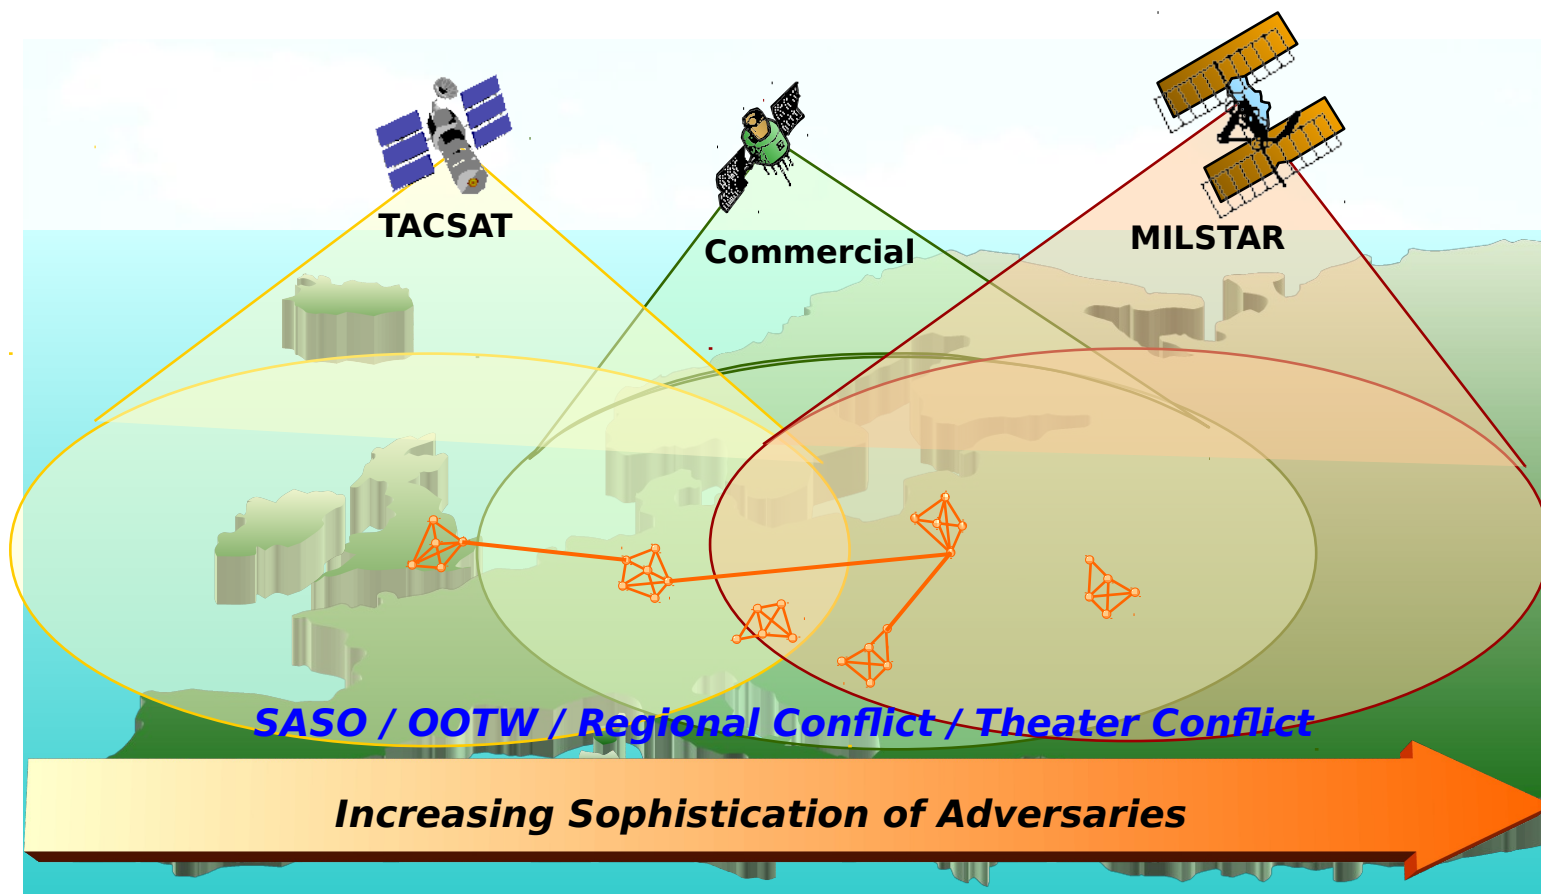 TACSAT
Commercial
MILSTAR
SASO / OOTW / Regional Conflict / Theater Conflict
Increasing Sophistication of Adversaries